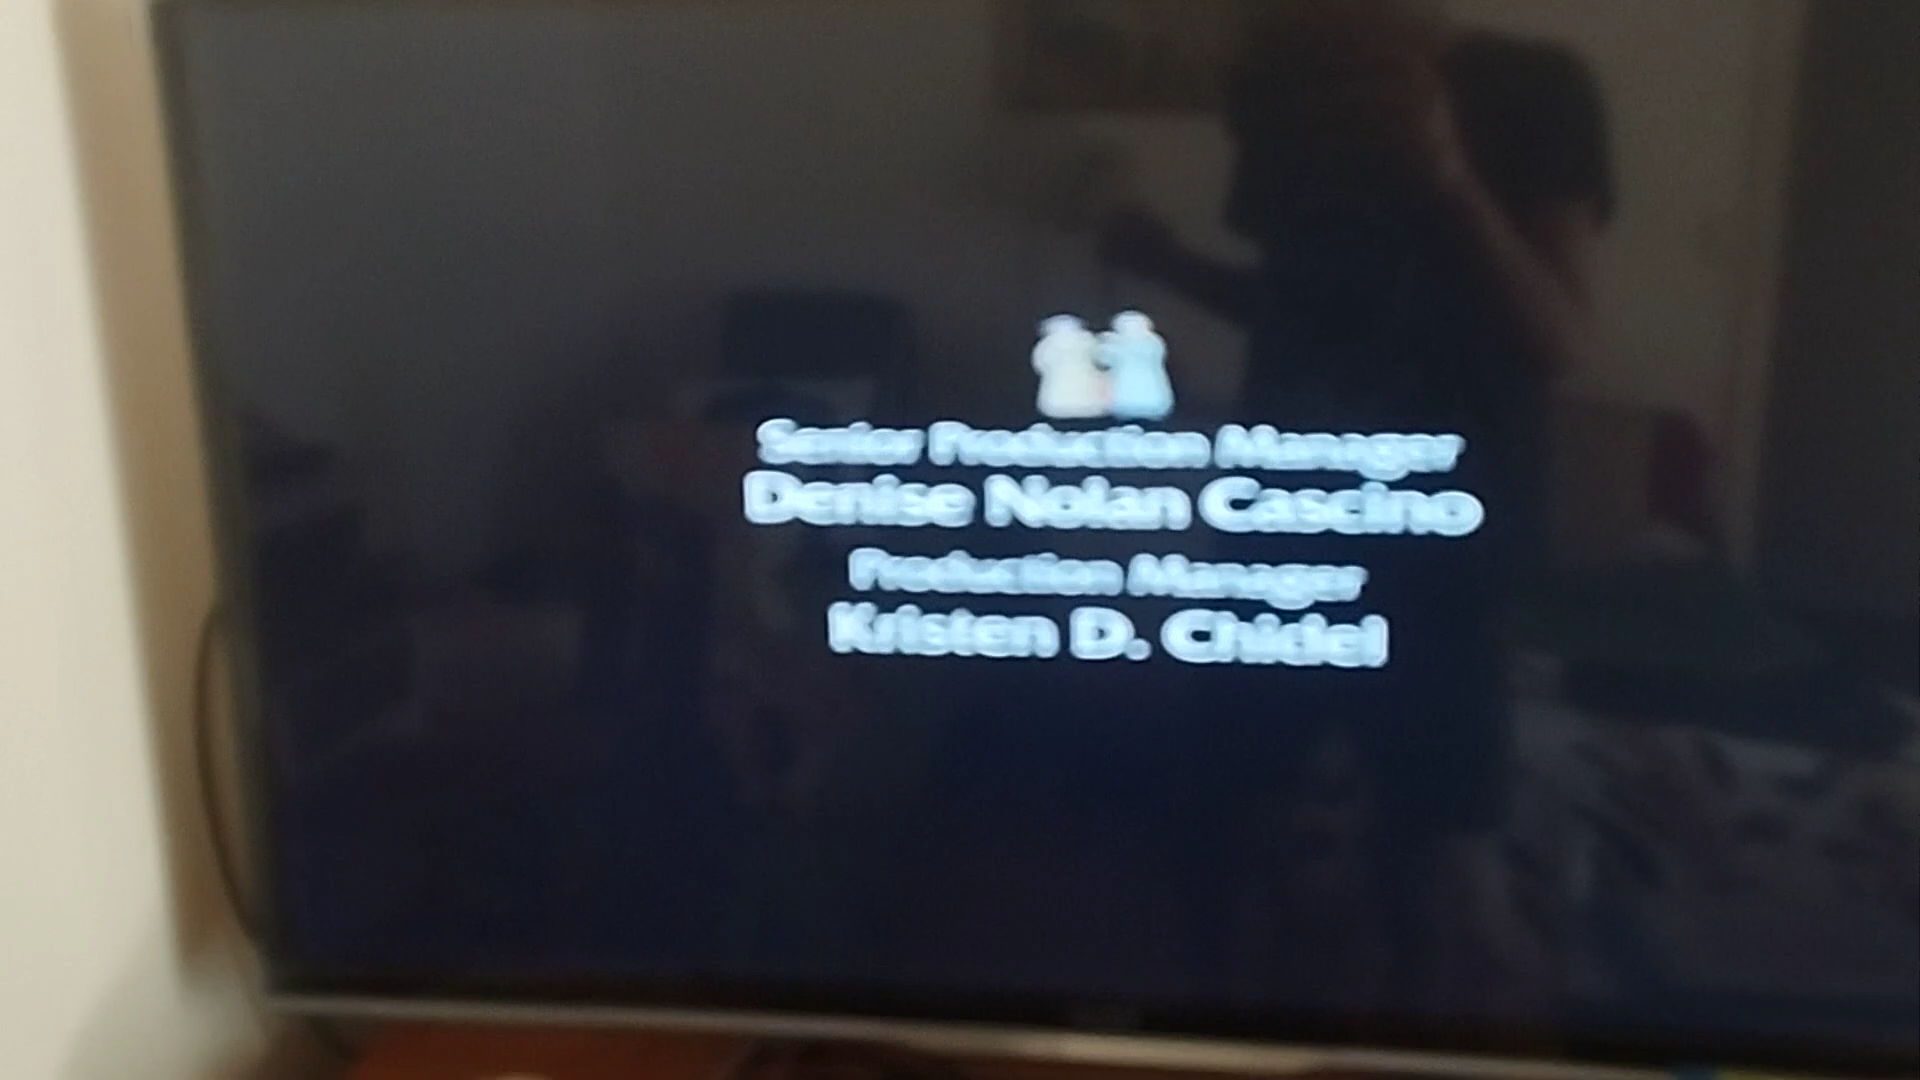 Senior Production Manager
Denise Nolan Cascino
Production Manager
Kristen D. Chidel